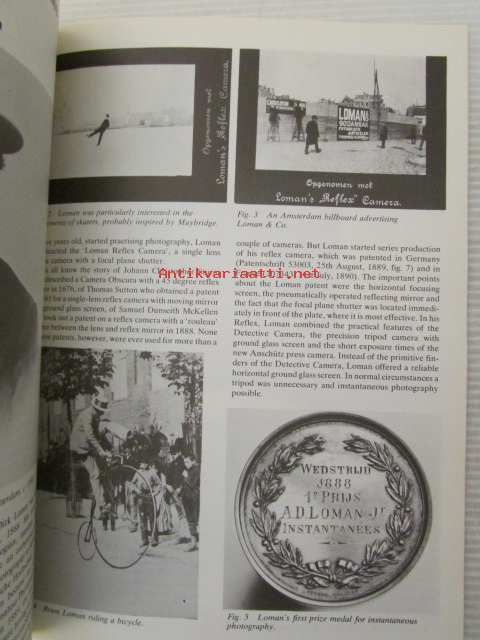 Opgenomen met
Loman's Reflex Camera.
LOMAN &
Opgenomen met
Loman's "Reflex" Camera.
2 Loman was particularly interested in the
of skaters, probably inspired by Muybridge.
Fig. 3 An Amsterdam billboard advertising
Loman & Co.
years old, started practising photography, Loman
the 'Loman Reflex Camera', a single lens
camera with a focal plane shutter.
all know the story of Johann
described a Camera Obscura with a 45 degree reflex
in 1676, of Thomas Sutton who obtained a patent
for a single-lens reflex camera with moving mirror
ground glass screen, of Samuel Dunseith McKellen
took out a patent on a reflex camera with a 'rouleau'
between the lens and reflex mirror in 1888. None
patents, however, were ever used for more than a
couple of cameras. But Loman started series production
of his reflex camera, which was patented in Germany
(Patentschrift 53003, 25th August, 1889, fig. 7) and in
July, 1890). The important points
about the Loman patent were the horizontal focusing
screen, the pneumatically operated reflecting mirror and
the fact that the focal plane shutter was located immedi-
ately in front of the plate, where it is most effective. In his
Reflex, Loman combined the practical features of the
Detective Camera, the precision tripod camera with
ground glass screen and the short exposure times of the
new Anschütz press camera. Instead of the primitive fin-
ders of the Detective Camera, Loman offered a reliable
horizontal ground glass screen. In normal circumstances a
tripod was unnecessary and instantaneous photography
possible.
Antikvariaatti.net
WEDSTRIJD
1888
1e PRIJS
A.D. LOMAN Jr
INSTANTANEES
4 Bram Loman riding a bicycle.
Fig. 5 Loman's first prize medal for instantaneous
photography.